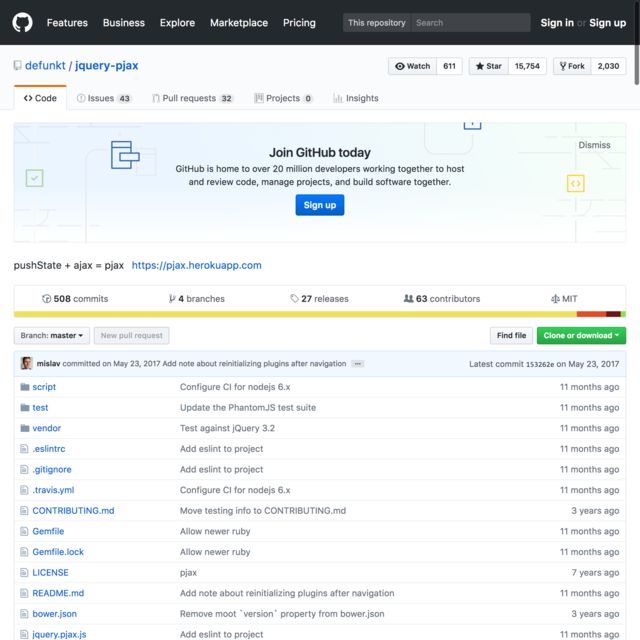 Features Business Explore Marketplace Pricing This repository Search Sign in or Sign up
defunkt / jquery-pjax Watch 611 Star 15,754 Fork 2,030
Code Issues 43 Pull requests 32 Projects 0 Insights
Dismiss
Join GitHub today
GitHub is home to over 20 million developers working together to host
and review code, manage projects, and build software together.
Sign up
pushState + ajax = pjax https://pjax.herokuapp.com
508 commits 4 branches 27 releases 63 contributors MIT
Branch: master New pull request Find file Clone or download
mislav committed on May 23, 2017 Add note about reinitializing plugins after navigation ... Latest commit 153262e on May 23, 2017
script Configure CI for nodejs 6.x 11 months ago
test Update the PhantomJS test suite 11 months ago
vendor Test against jQuery 3.2 11 months ago
.eslintrc Add eslint to project 11 months ago
.gitignore Add eslint to project 11 months ago
.travis.yml Configure CI for nodejs 6.x 11 months ago
CONTRIBUTING.md Move testing info to CONTRIBUTING.md 3 years ago
Gemfile Allow newer ruby 11 months ago
Gemfile.lock Allow newer ruby 11 months ago
LICENSE pjax 7 years ago
README.md Add note about reinitializing plugins after navigation 11 months ago
bower.json Remove moot `version` property from bower.json 3 years ago
jquery.pjax.js Add eslint to project 11 months ago